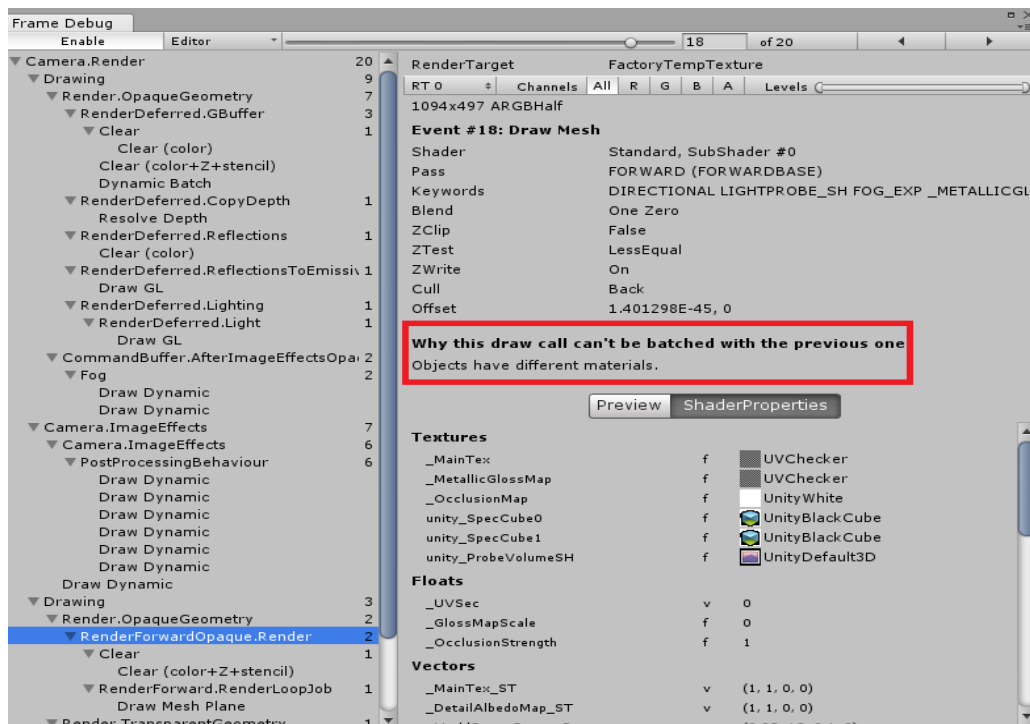 Frame Debug
Enable Editor 18 of 20
Camera.Render 20
Drawing 9
Render.OpaqueGeometry 7
RenderDeferred.GBuffer 3
Clear 1
Clear (color)
Clear (color+Z+stencil)
Dynamic Batch
RenderDeferred.CopyDepth 1
Resolve Depth
RenderDeferred.Reflections 1
Clear (color)
RenderDeferred.ReflectionsToEmissiv 1
Draw GL
RenderDeferred.Lighting 1
RenderDeferred.Light 1
Draw GL
CommandBuffer.AfterImageEffectsOpa 2
Fog 2
Draw Dynamic
Draw Dynamic
Camera.ImageEffects 7
Camera.ImageEffects 6
PostProcessingBehaviour 6
Draw Dynamic
Draw Dynamic
Draw Dynamic
Draw Dynamic
Draw Dynamic
Draw Dynamic
Draw Dynamic
Drawing 3
Render.OpaqueGeometry 2
RenderForwardOpaque.Render 2
Clear 1
Clear (color+Z+stencil)
RenderForward.RenderLoopJob 1
Draw Mesh Plane
Render.TransparentGeometry 1
RenderTarget FactoryTempTexture
RT 0 Channels All R G B A Levels
1094x497 ARGBHalf
Event #18: Draw Mesh
Shader Standard, SubShader #0
Pass FORWARD (FORWARDBASE)
Keywords DIRECTIONAL LIGHTPROBE_SH FOG_EXP _METALLICGL
Blend One Zero
ZClip False
ZTest LessEqual
ZWrite On
Cull Back
Offset 1.401298E-45, 0
Why this draw call can't be batched with the previous one
Objects have different materials.
Preview ShaderProperties
Textures
_MainTex f UVChecker
_MetallicGlossMap f UVChecker
_OcclusionMap f UnityWhite
unity_SpecCube0 f UnityBlackCube
unity_SpecCube1 f UnityBlackCube
unity_ProbeVolumeSH f UnityDefault3D
Floats
_UVSec v 0
_GlossMapScale f 0
_OcclusionStrength f 1
Vectors
_MainTex_ST v (1, 1, 0, 0)
_DetailAlbedoMap_ST v (1, 1, 0, 0)